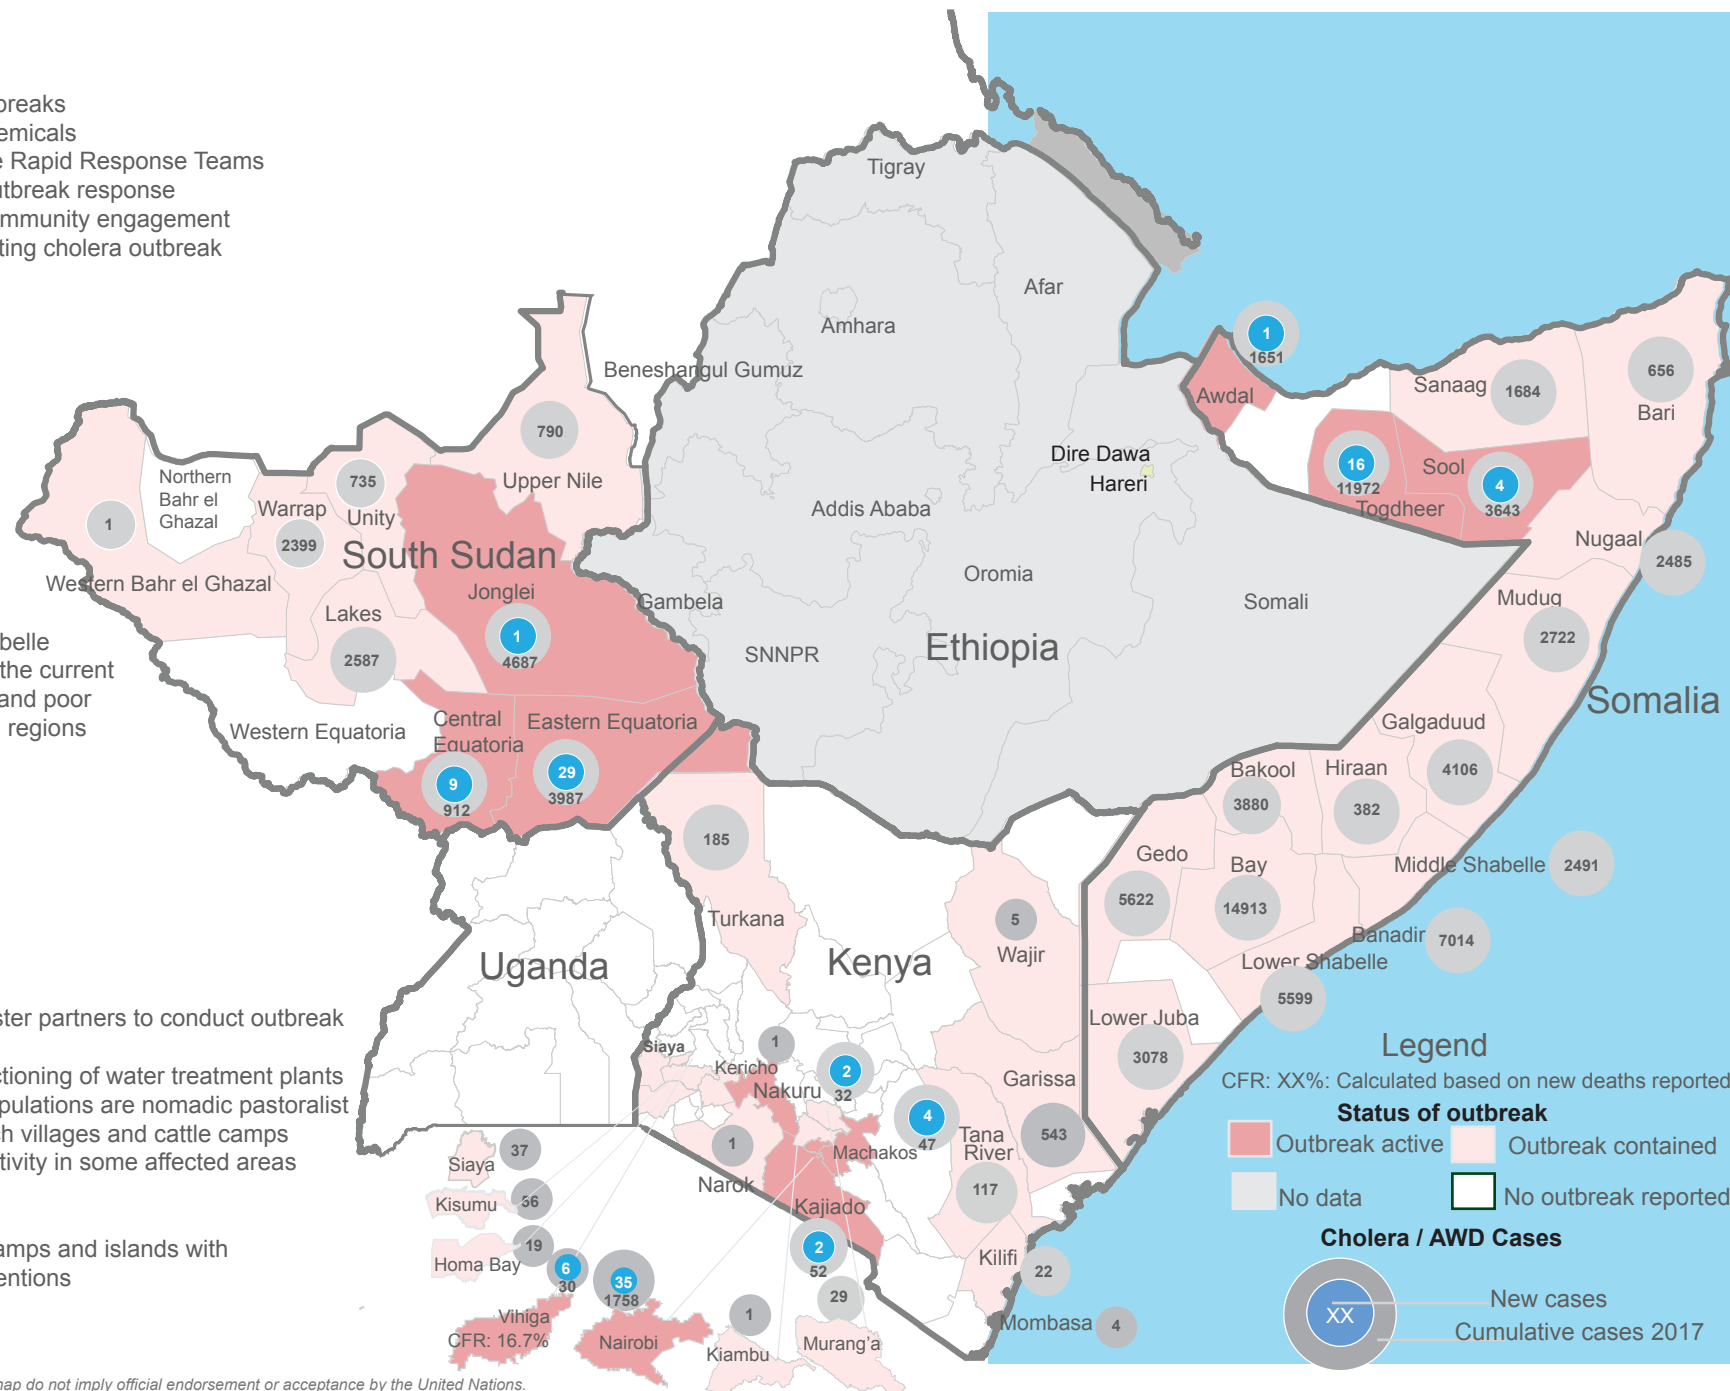 breaks
emicals
e Rapid Response Teams
utbreak response
ommunity engagement
ting cholera outbreak
belle
the current
and poor
regions
ster partners to conduct outbreak
ctioning of water treatment plants
pulations are nomadic pastoralist
ch villages and cattle camps
tivity in some affected areas
amps and islands with
entions
Tigray
Afar
Amhara
Beneshangul Gumuz
Dire Dawa
Hareri
Addis Ababa
Oromia
Somali
Gambela
SNNPR
Ethiopia
790
Upper Nile
Northern
Bahr el
Ghazal
735
Unity
Warrap
2399
1
Western Bahr el Ghazal
South Sudan
Jonglei
1
4687
Lakes
2587
Western Equatoria
Central
Equatoria
9
912
Eastern Equatoria
29
3987
1
1651
Awdal
Sanaag
1684
656
Bari
16
11972
Togdheer
Sool
4
3643
Nugaal
2485
Mudug
2722
Somalia
Galgaduud
4106
Bakool
3880
Hiraan
382
Gedo
5622
Bay
14913
Middle Shabelle
2491
Banadir
7014
Lower Shabelle
5599
Lower Juba
3078
185
Turkana
Uganda
Kenya
5
Wajir
Siaya
Kericho
1
Nakuru
2
32
4
47
Machakos
Garissa
543
Tana
River
117
1
Narok
Kajiado
2
52
Kilifi
22
Mombasa
4
37
Siaya
Kisumu
56
19
Homa Bay
6
30
Vihiga
CFR: 16.7%
35
1758
Nairobi
1
Kiambu
29
Murang'a
Legend
CFR: XX%: Calculated based on new deaths reported
Status of outbreak
Outbreak active
Outbreak contained
No data
No outbreak reported
Cholera / AWD Cases
XX
New cases
Cumulative cases 2017
map do not imply official endorsement or acceptance by the United Nations.